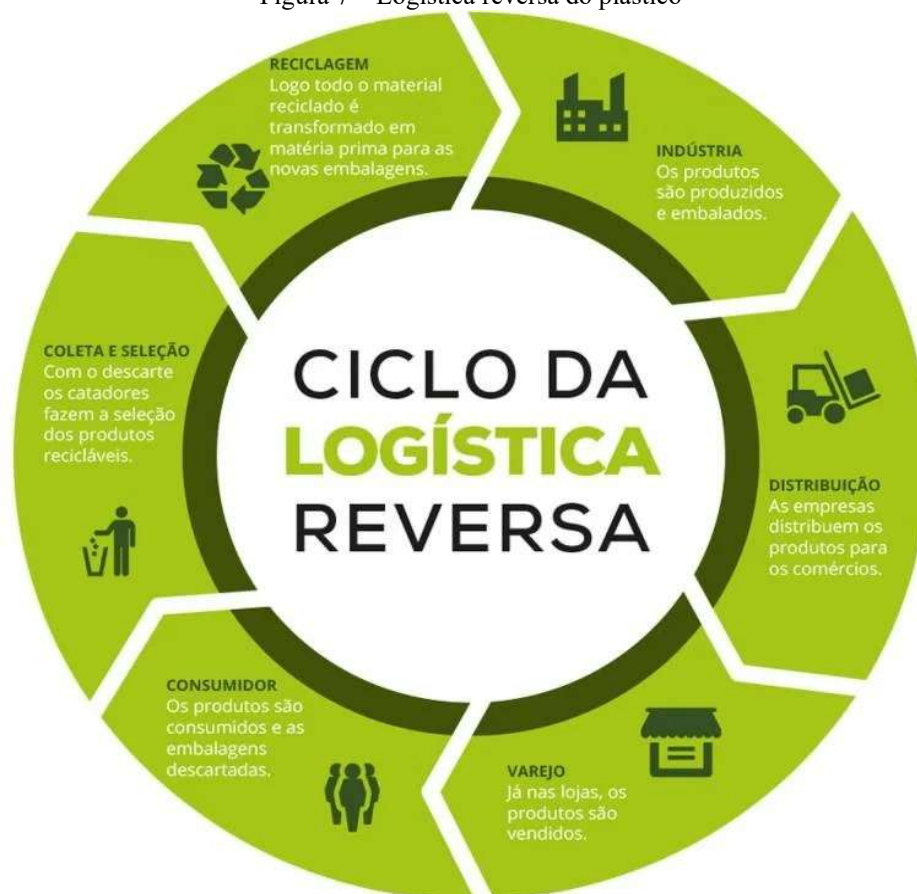 Figura 7 – Logística reversa do plástico
RECICLAGEM
Logo todo o material
reciclado é
transformado em
matéria prima para as
novas embalagens.
INDÚSTRIA
Os produtos
são produzidos
e embalados.
DISTRIBUIÇÃO
As empresas
distribuem os
produtos para
os comércios.
VAREJO
Já nas lojas, os
produtos são
vendidos.
CONSUMIDOR
Os produtos são
consumidos e as
embalagens
descartadas.
COLETA E SELEÇÃO
Com o descarte
os catadores
fazem a seleção
dos produtos
recicláveis.
CICLO DA
LOGÍSTICA
REVERSA